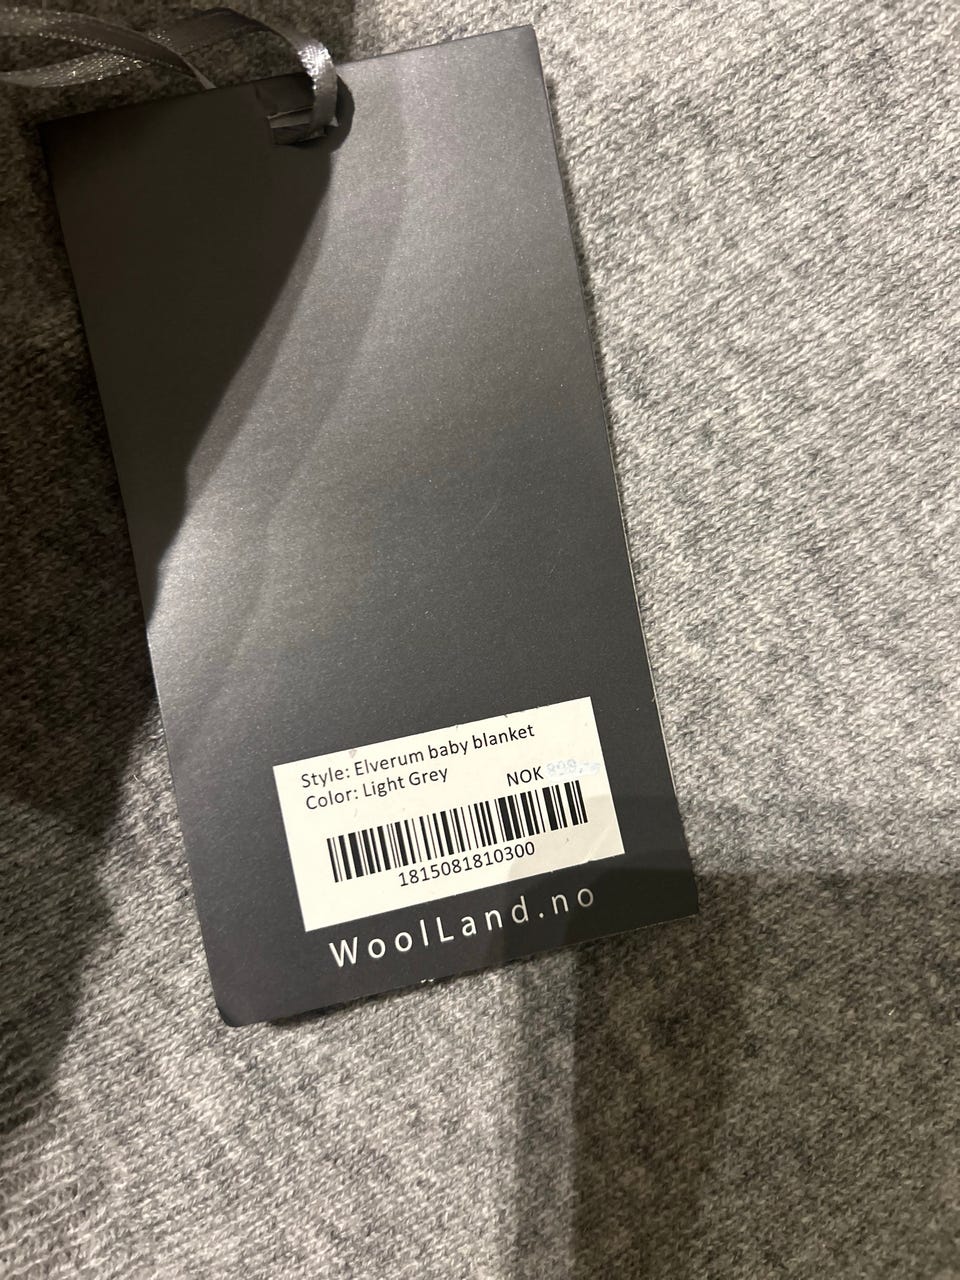 Style: Elverum baby blanket
Color: Light Grey
NOK
1815081810300
WoolLand.no